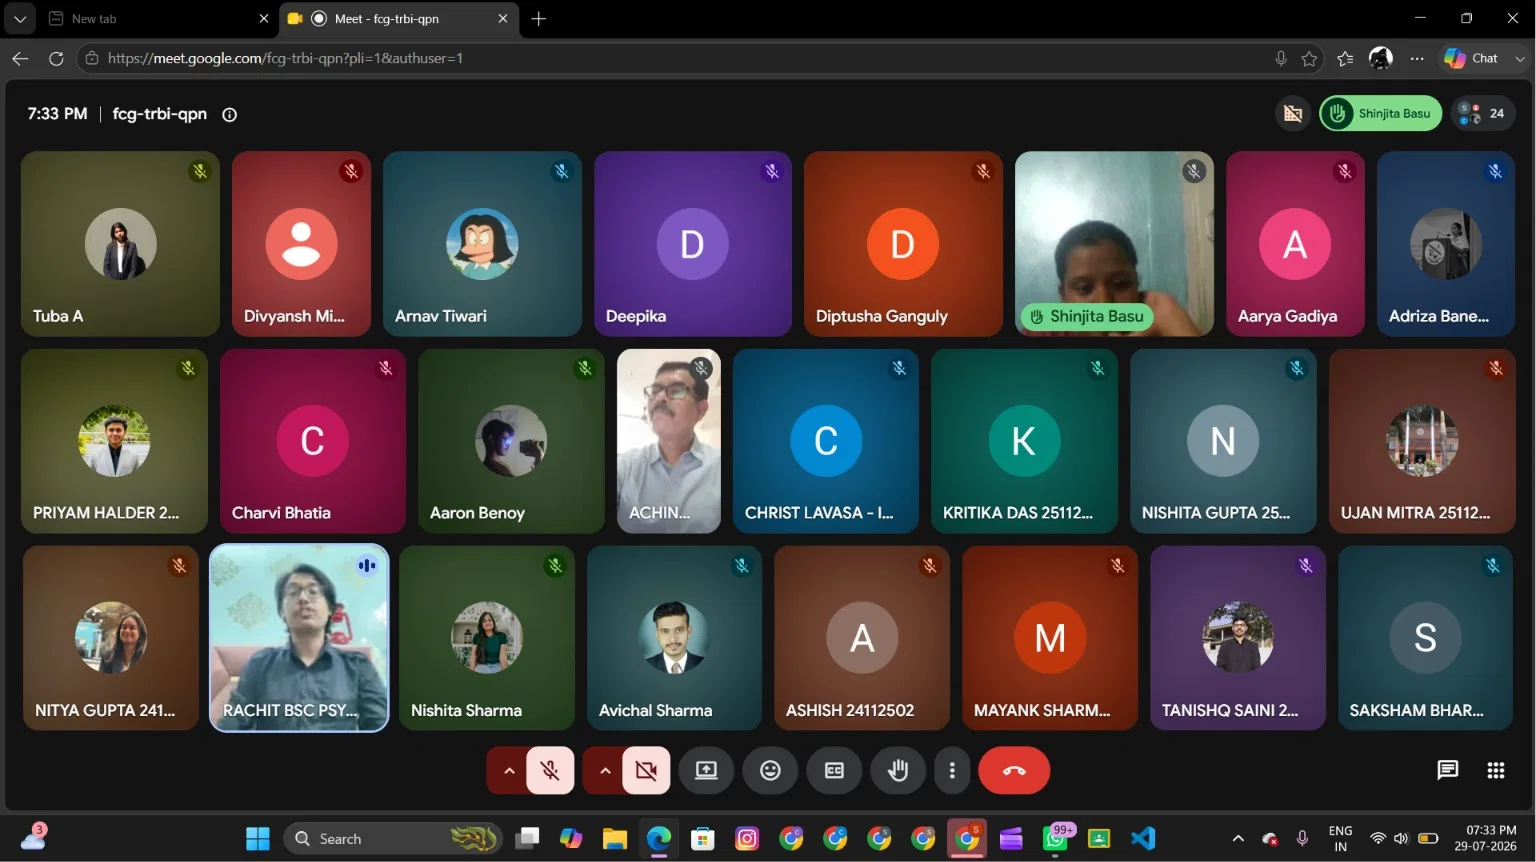 New tab
Meet - fcg-trbi-qpn
https://meet.google.com/fcg-trbi-qpn?pli=1&authuser=1
Chat
7:33 PM | fcg-trbi-qpn
Shinjita Basu
24
Tuba A
Divyansh Mi...
Arnav Tiwari
D
Deepika
D
Diptusha Ganguly
Shinjita Basu
A
Aarya Gadiya
Adriza Bane...
PRIYAM HALDER 2...
C
Charvi Bhatia
Aaron Benoy
ACHIN...
C
CHRIST LAVASA - I...
K
KRITIKA DAS 25112...
N
NISHITA GUPTA 25...
UJAN MITRA 25112...
NITYA GUPTA 241...
RACHIT BSC PSY...
Nishita Sharma
Avichal Sharma
A
ASHISH 24112502
M
MAYANK SHARM...
TANISHQ SAINI 2...
S
SAKSHAM BHAR...
CC
3
Search
99+
ENG
IN
07:33 PM
29-07-2026